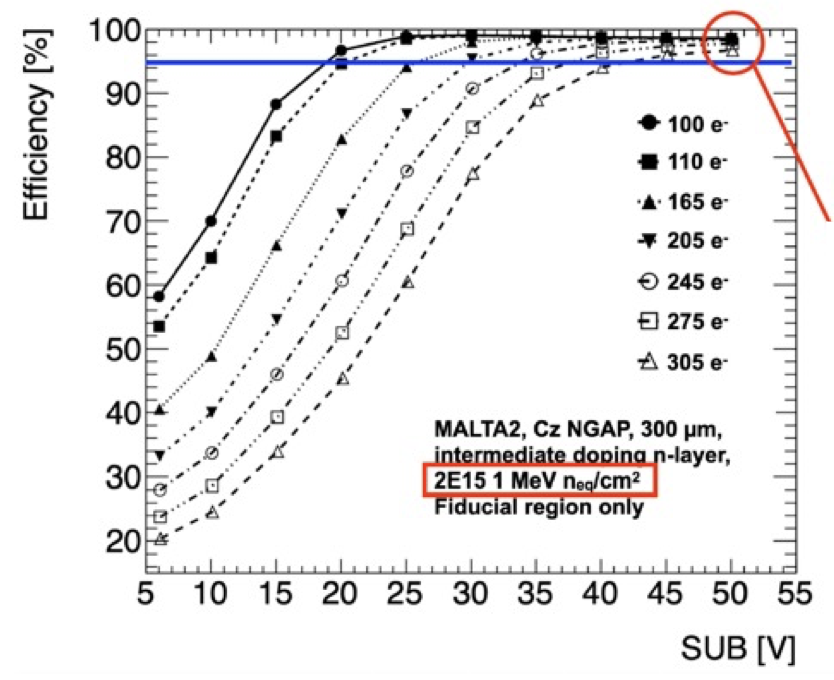 Efficiency [%]
100
90
80
70
60
50
40
30
20
100 e-
110 e-
165 e-
205 e-
245 e-
275 e-
305 e-
MALTA2, Cz NGAP, 300 μm,
intermediate doping n-layer,
2E15 1 MeV neq/cm²
Fiducial region only
5 10 15 20 25 30 35 40 45 50 55
SUB [V]